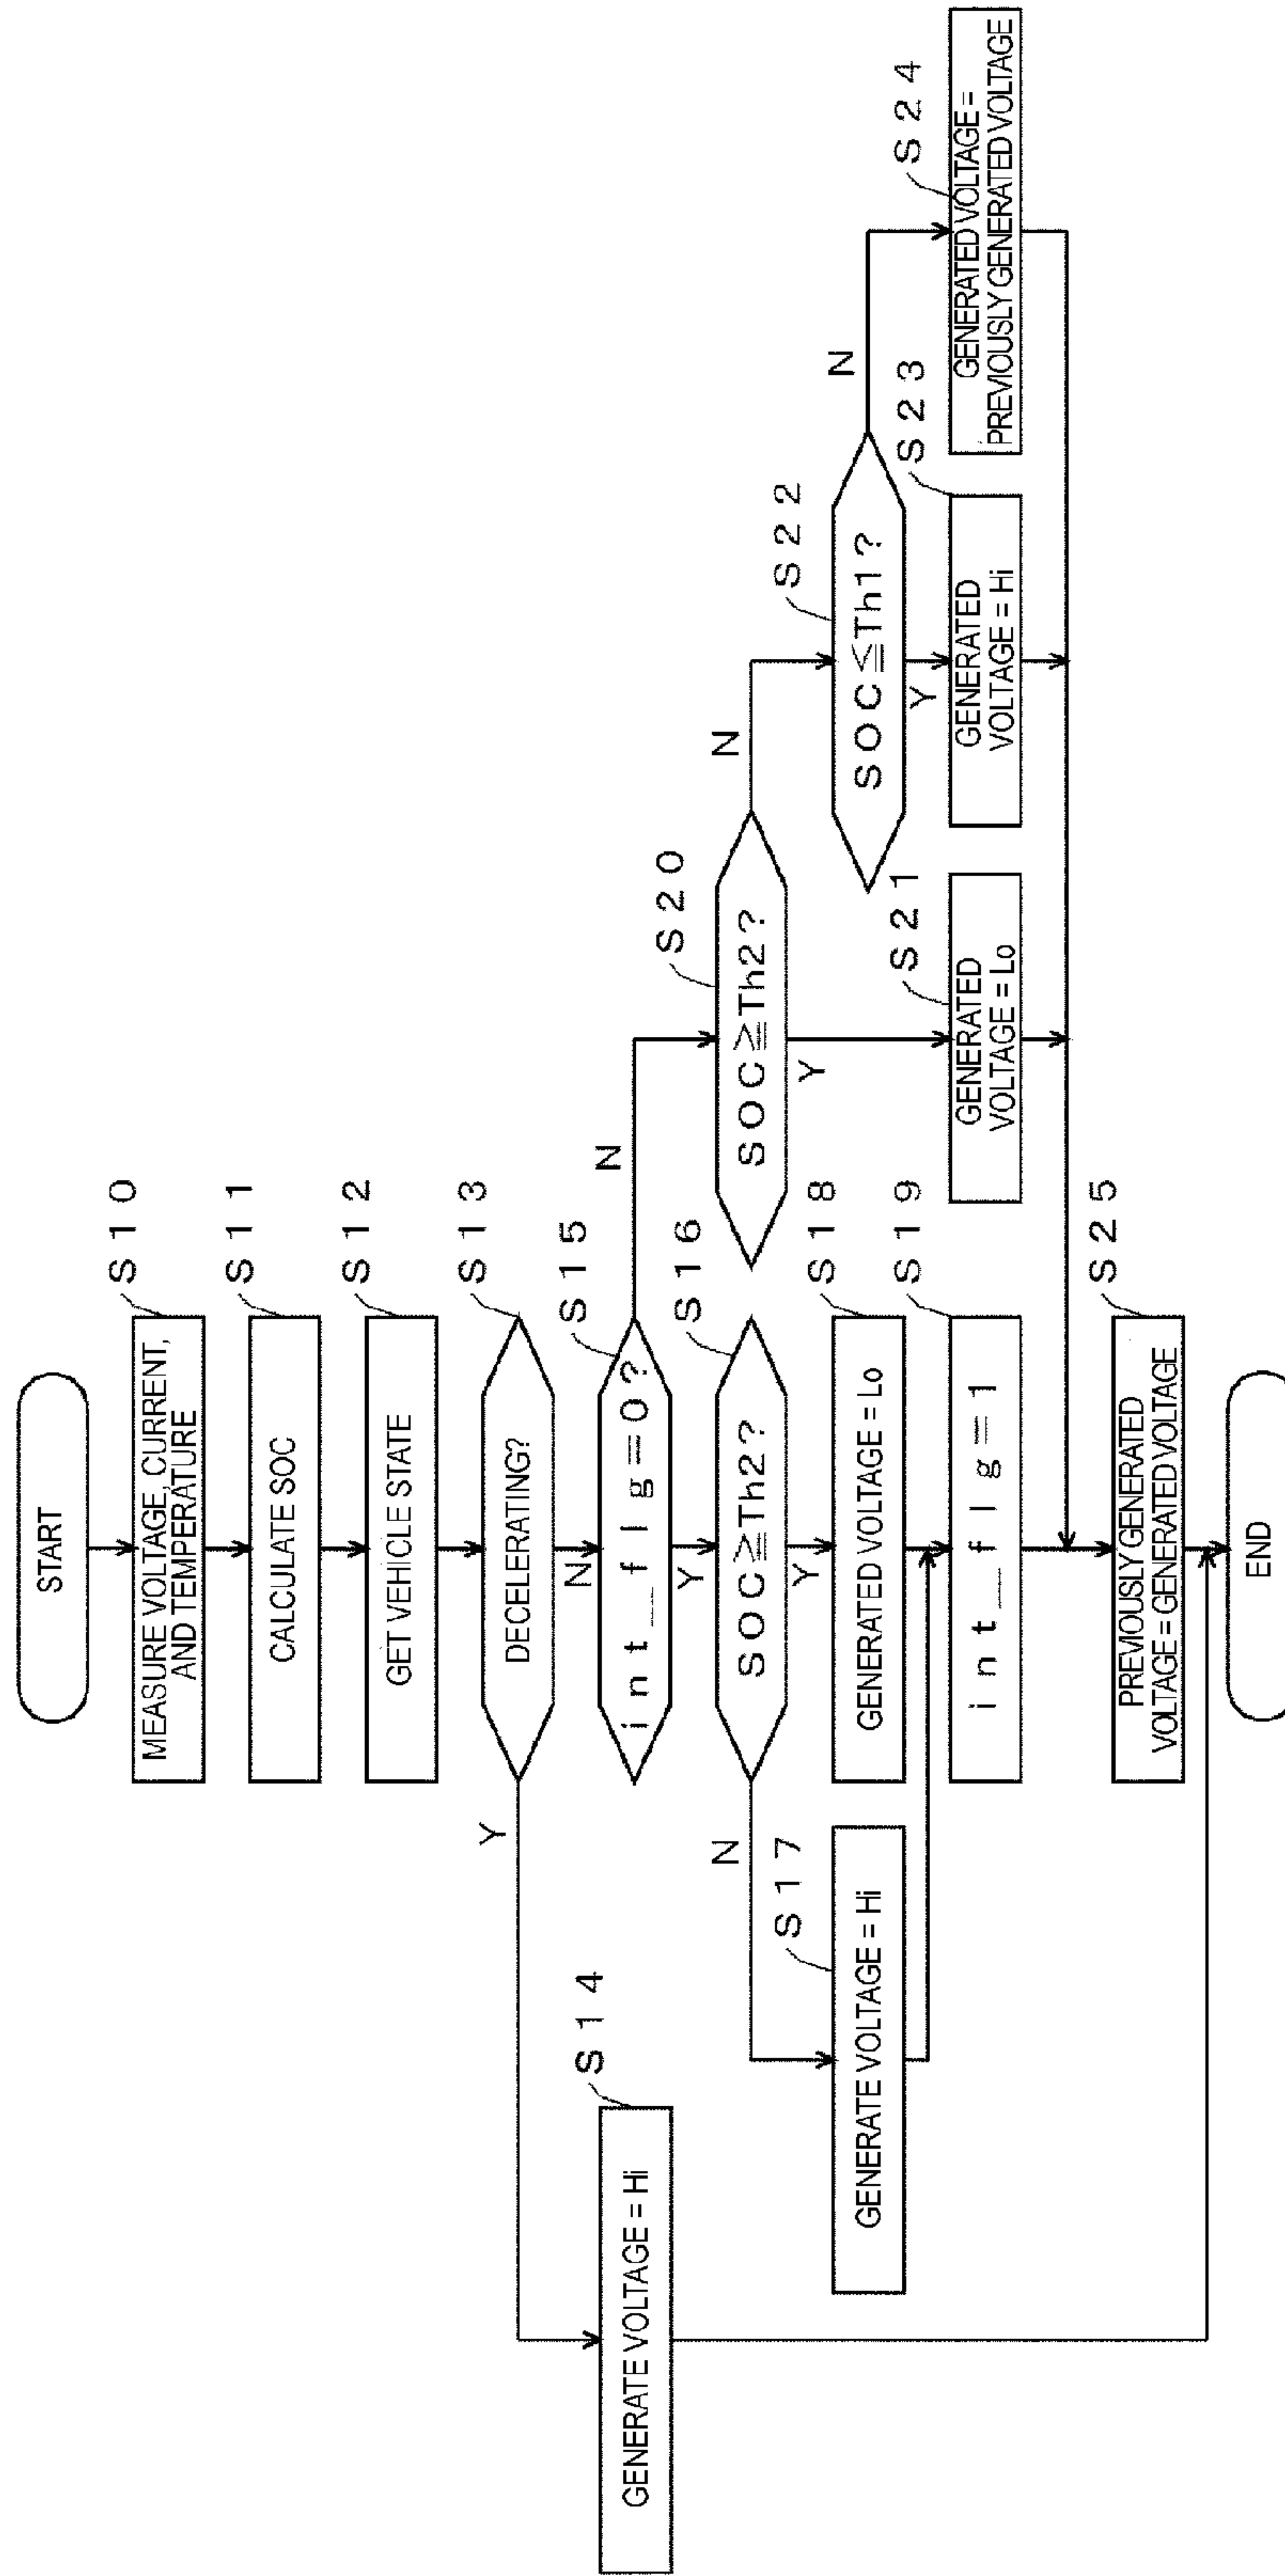 START
S10
MEASURE VOLTAGE, CURRENT,
AND TEMPERATURE
S11
CALCULATE SOC
S12
GET VEHICLE STATE
S13
DECELERATING?
Y
N
S14
GENERATE VOLTAGE = Hi
S15
int_flg=0?
N
Y
S16
SOC≧Th2?
N
Y
S17
GENERATE VOLTAGE = Hi
S18
GENERATED VOLTAGE = Lo
S19
int_flg=1
S20
SOC≧Th2?
N
Y
S21
GENERATED
VOLTAGE = Lo
S22
SOC≦Th1?
N
Y
S23
GENERATED
VOLTAGE = Hi
S24
GENERATED VOLTAGE =
PREVIOUSLY GENERATED VOLTAGE
S25
PREVIOUSLY GENERATED
VOLTAGE = GENERATED VOLTAGE
END